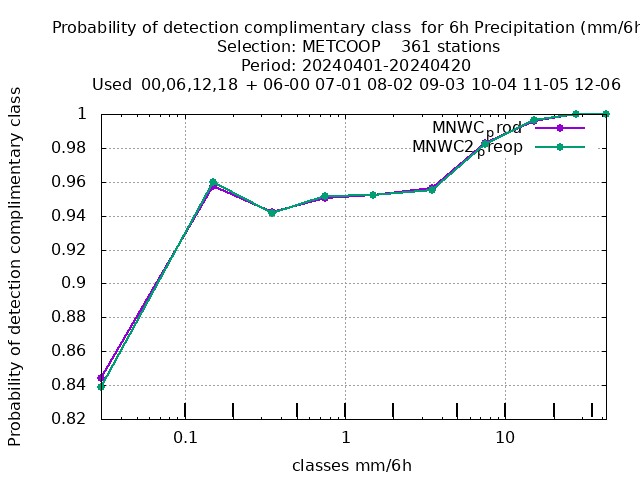 Probability of detection complimentary class for 6h Precipitation (mm/6h
Selection: METCOOP 361 stations
Period: 20240401-20240420
Used 00,06,12,18 + 06-00 07-01 08-02 09-03 10-04 11-05 12-06
Probability of detection complimentary class
1
0.98
0.96
0.94
0.92
0.9
0.88
0.86
0.84
0.82
MNWC_prod
MNWC2_preop
0.1 1 10
classes mm/6h